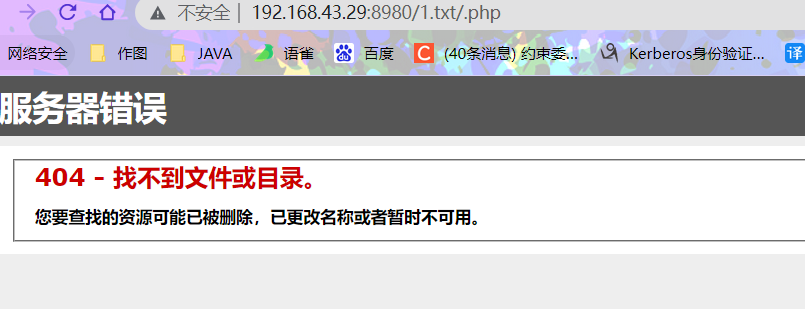 不安全 | 192.168.43.29:8980/1.txt/.php
网络安全 作图 JAVA 语雀 百度 C (40条消息) 约束委... Kerberos身份验证... 译
服务器错误
404 - 找不到文件或目录。
您要查找的资源可能已被删除，已更改名称或者暂时不可用。